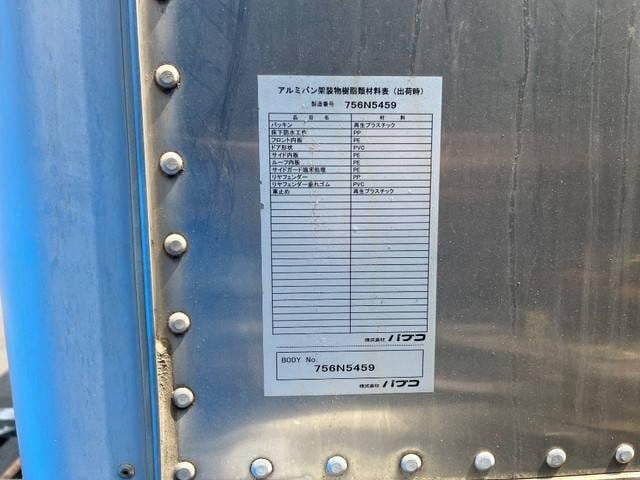 アルミバン架装物樹脂類材料表（出荷時）
製造番号 756N5459
品目名 材料
パッキン 再生プラスチック
床下防水工や PP
フロント内板 PE
ドア形状 PVC
サイド内板 PE
ルーフ内板 PE
サイドガード端末処理 PE
リヤフェンダー PP
リヤフェンダー垂れゴム PVC
車止め 再生プラスチック
株式会社 パブコ
BODY No. 756N5459
株式会社 パブコ